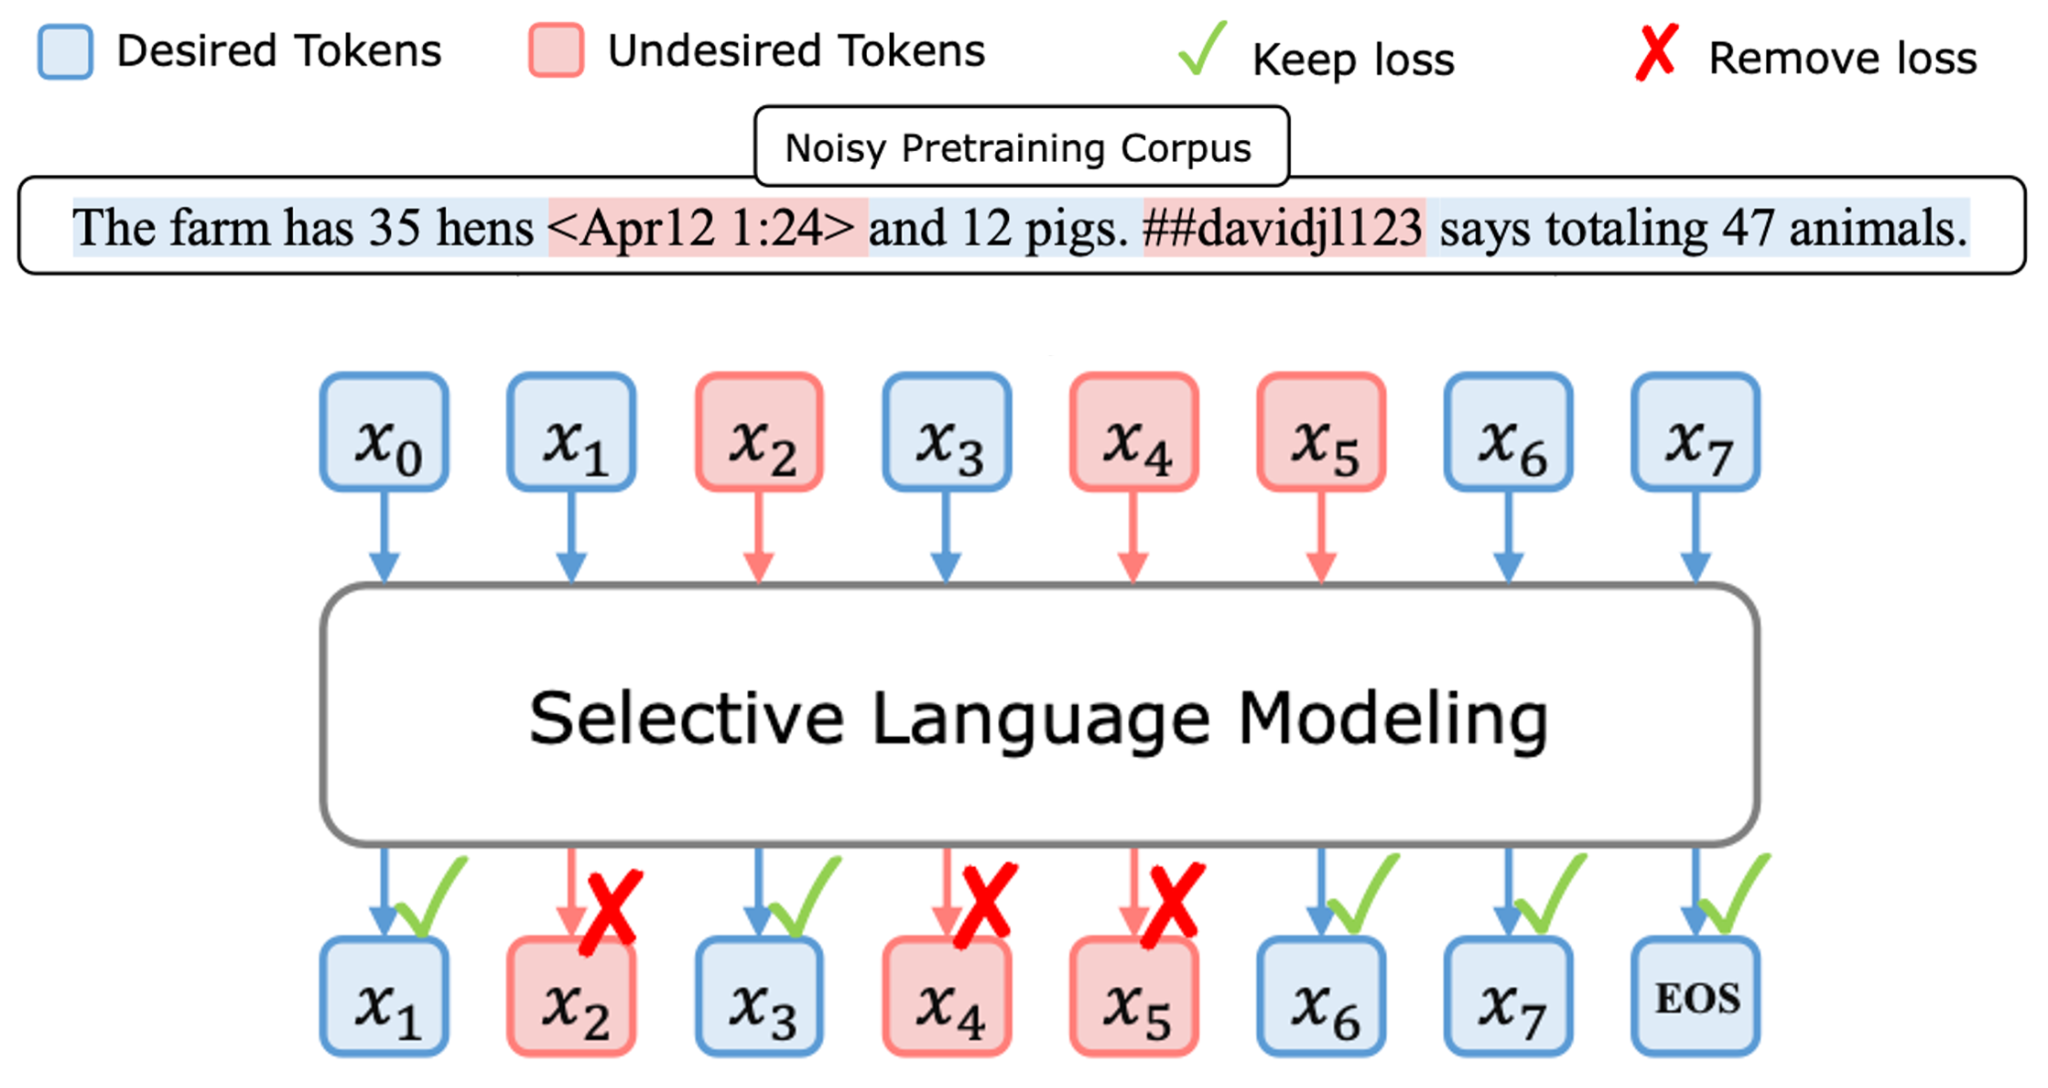 Desired Tokens Undesired Tokens ✓ Keep loss ✗ Remove loss
Noisy Pretraining Corpus
The farm has 35 hens <Apr12 1:24> and 12 pigs. ##davidjl123 says totaling 47 animals.
x₀ x₁ x₂ x₃ x₄ x₅ x₆ x₇
Selective Language Modeling
✓ ✗ ✓ ✗ ✗ ✓ ✓ ✓
x₁ x₂ x₃ x₄ x₅ x₆ x₇ EOS